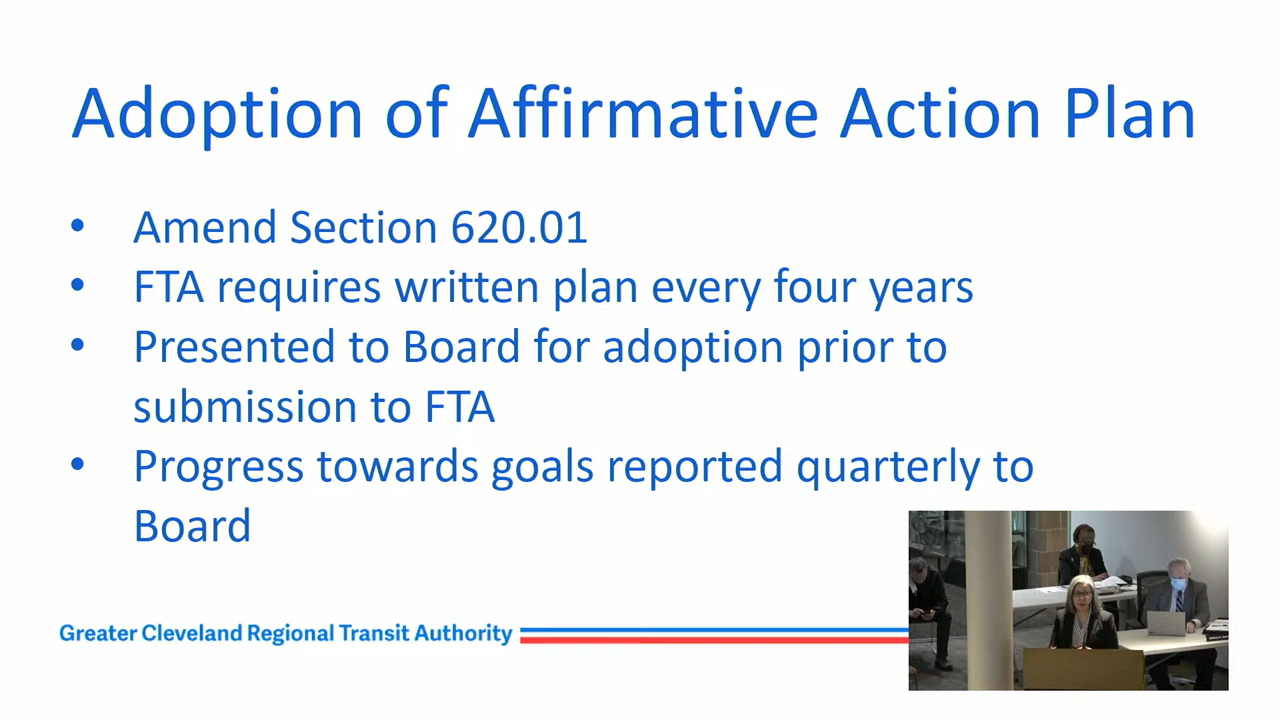 Adoption of Affirmative Action Plan
• Amend Section 620.01
• FTA requires written plan every four years
• Presented to Board for adoption prior to
submission to FTA
• Progress towards goals reported quarterly to
Board
Greater Cleveland Regional Transit Authority